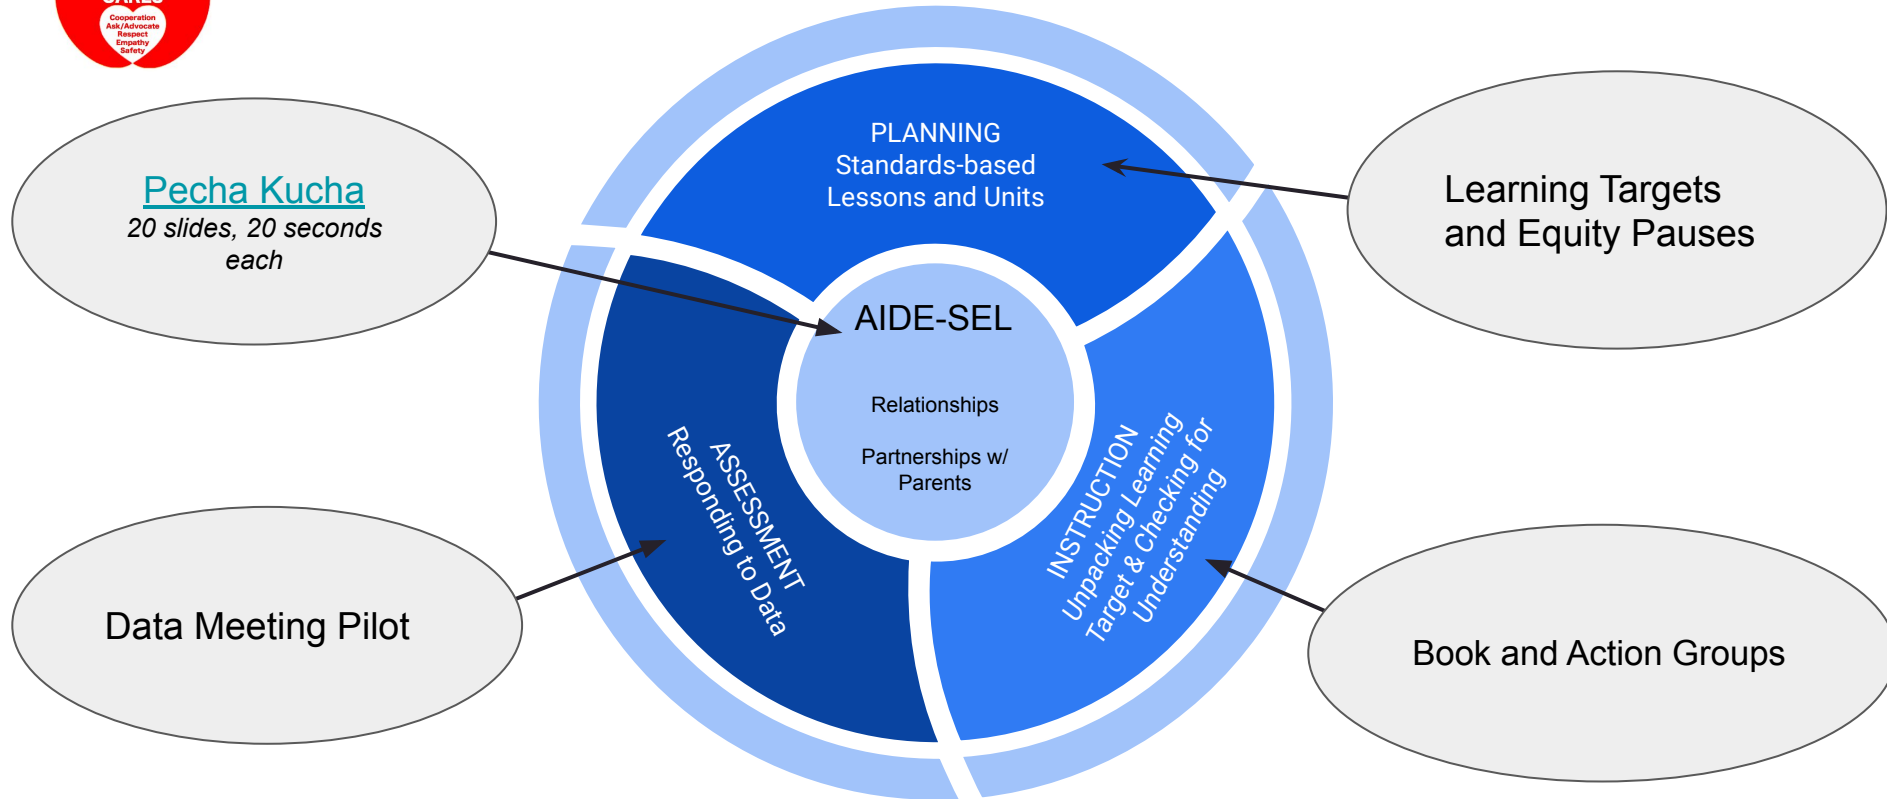 CARES
Cooperation
Ask/Advocate
Respect
Empathy
Safety
Pecha Kucha
20 slides, 20 seconds
each
PLANNING
Standards-based
Lessons and Units
Learning Targets
and Equity Pauses
AIDE-SEL
Relationships
Partnerships w/
Parents
ASSESSMENT
Responding to Data
INSTRUCTION
Unpacking Learning
Target & Checking for
Understanding
Data Meeting Pilot
Book and Action Groups